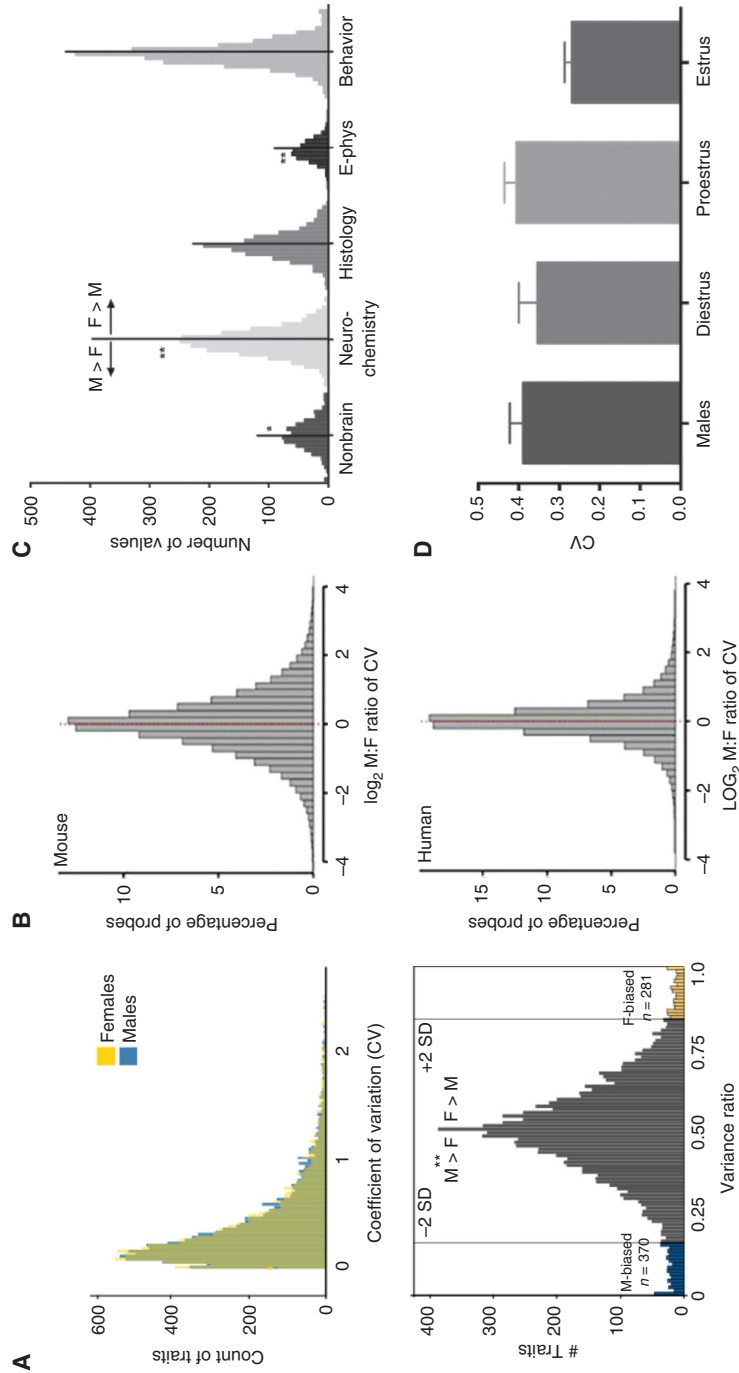 A
600
400
200
0
Count of traits
Females
Males
0
1
2
Coefficient of variation (CV)
400
300
200
100
0
# Traits
–2 SD
+2 SD
**
M > F
F > M
M-biased
n = 370
F-biased
n = 281
0
0.25
0.50
0.75
1.0
Variance ratio
B
Mouse
10
5
0
Percentage of probes
–4
–2
0
2
4
log2 M:F ratio of CV
Human
15
10
5
0
Percentage of probes
–4
–2
0
2
4
LOG2 M:F ratio of CV
C
500
400
300
200
100
0
Number of values
M > F
F > M
*
**
**
Nonbrain
Neuro-
chemistry
Histology
E-phys
Behavior
D
0.5
0.4
0.3
0.2
0.1
0.0
CV
Males
Diestrus
Proestrus
Estrus